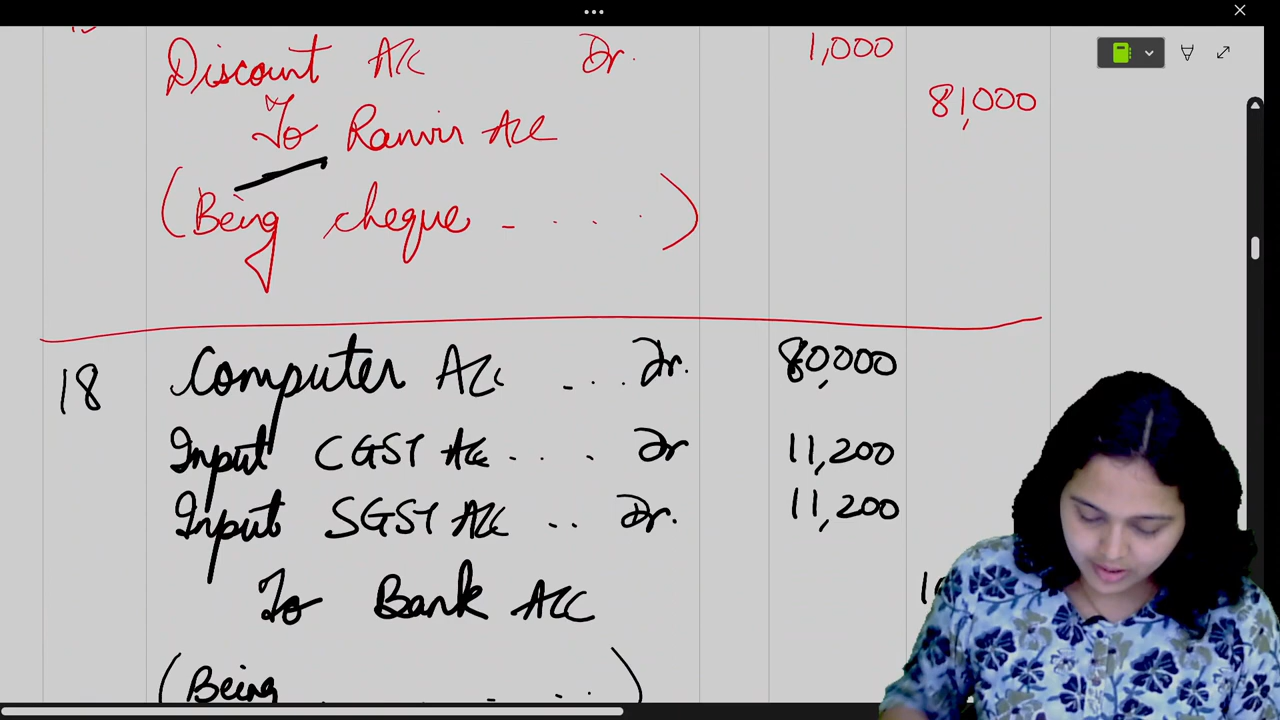 Discount A/c Dr. 1,000
To Ranvir A/c 81,000
(Being cheque - . . . .)
18 Computer A/c . . . Dr. 80,000
Input CGST A/c . . . Dr 11,200
Input SGST A/c .. Dr. 11,200
To Bank A/c
(Being . . .)